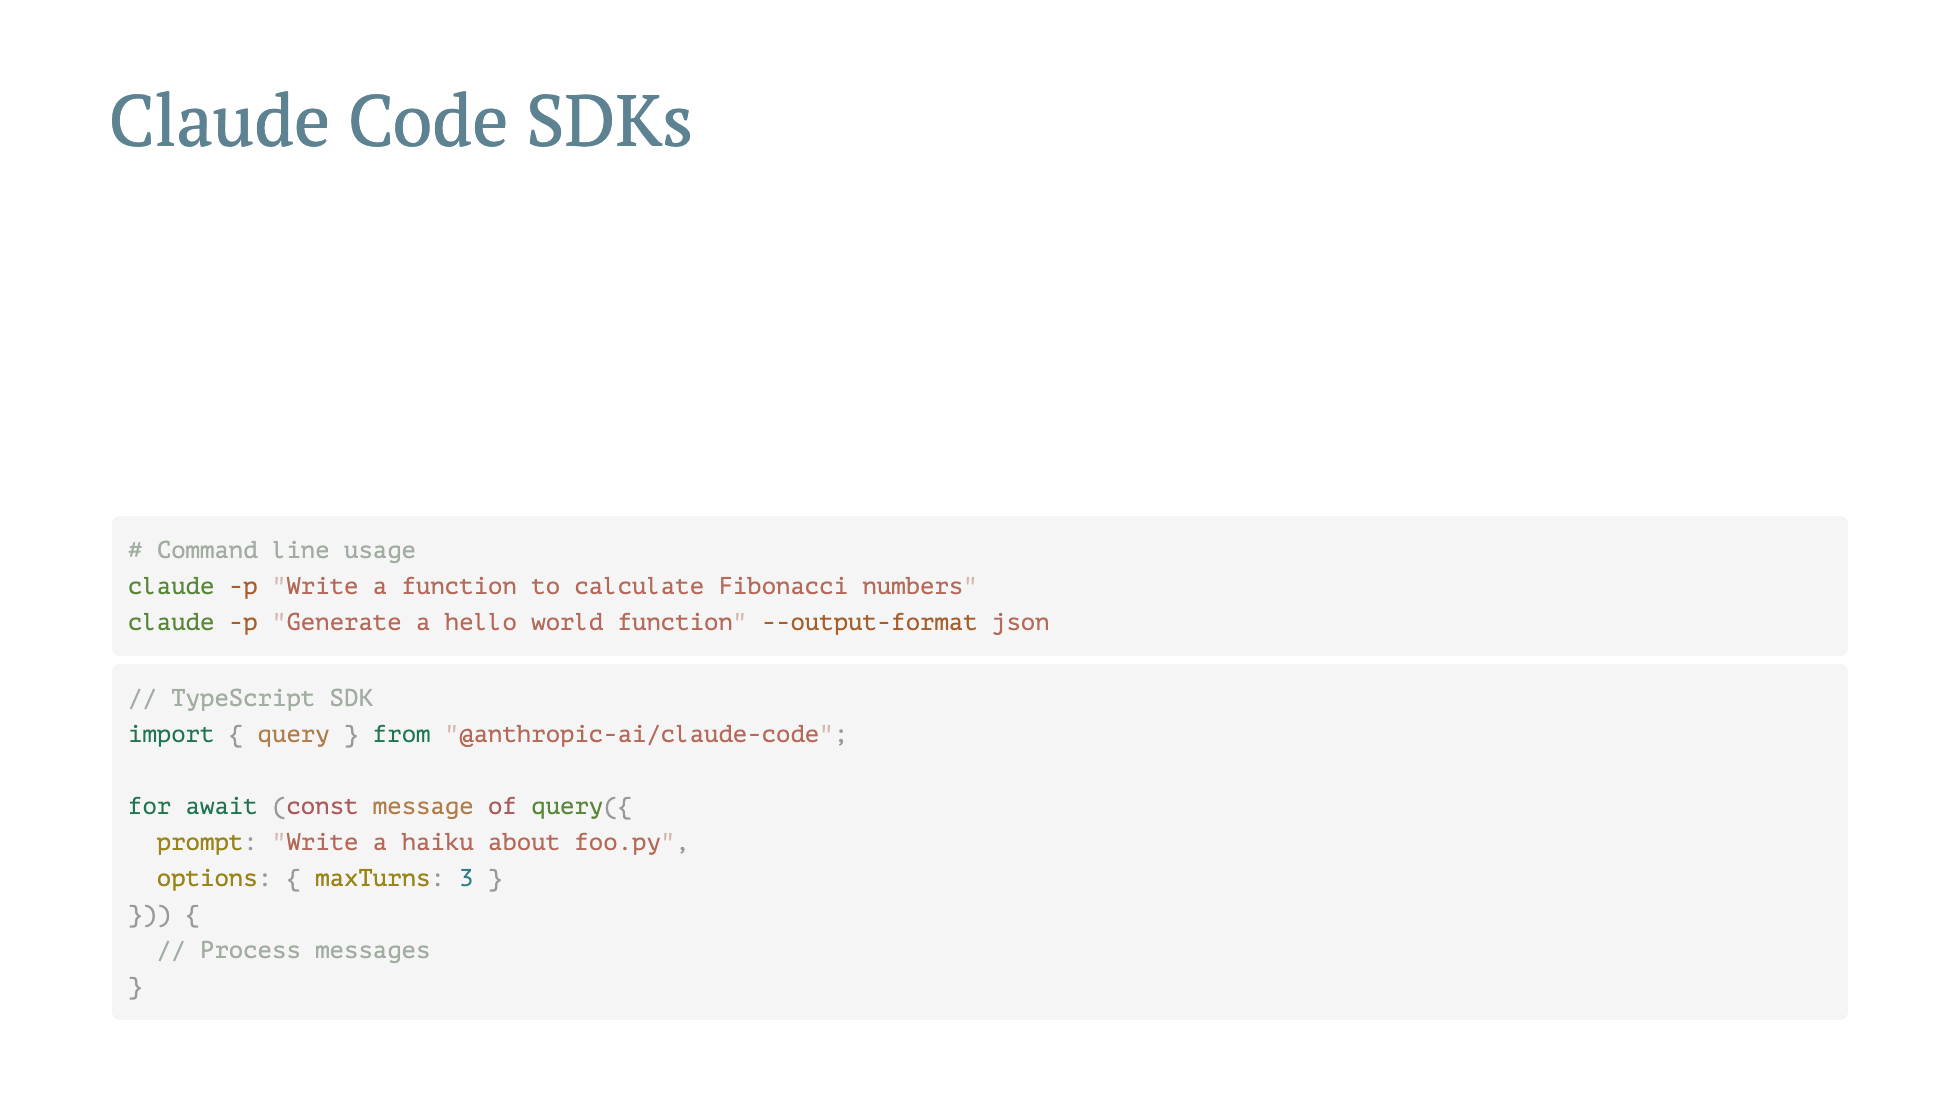 Claude Code SDKs
# Command line usage
claude -p "Write a function to calculate Fibonacci numbers"
claude -p "Generate a hello world function" --output-format json
// TypeScript SDK
import { query } from "@anthropic-ai/claude-code";
for await (const message of query({
  prompt: "Write a haiku about foo.py",
  options: { maxTurns: 3 }
})) {
  // Process messages
}